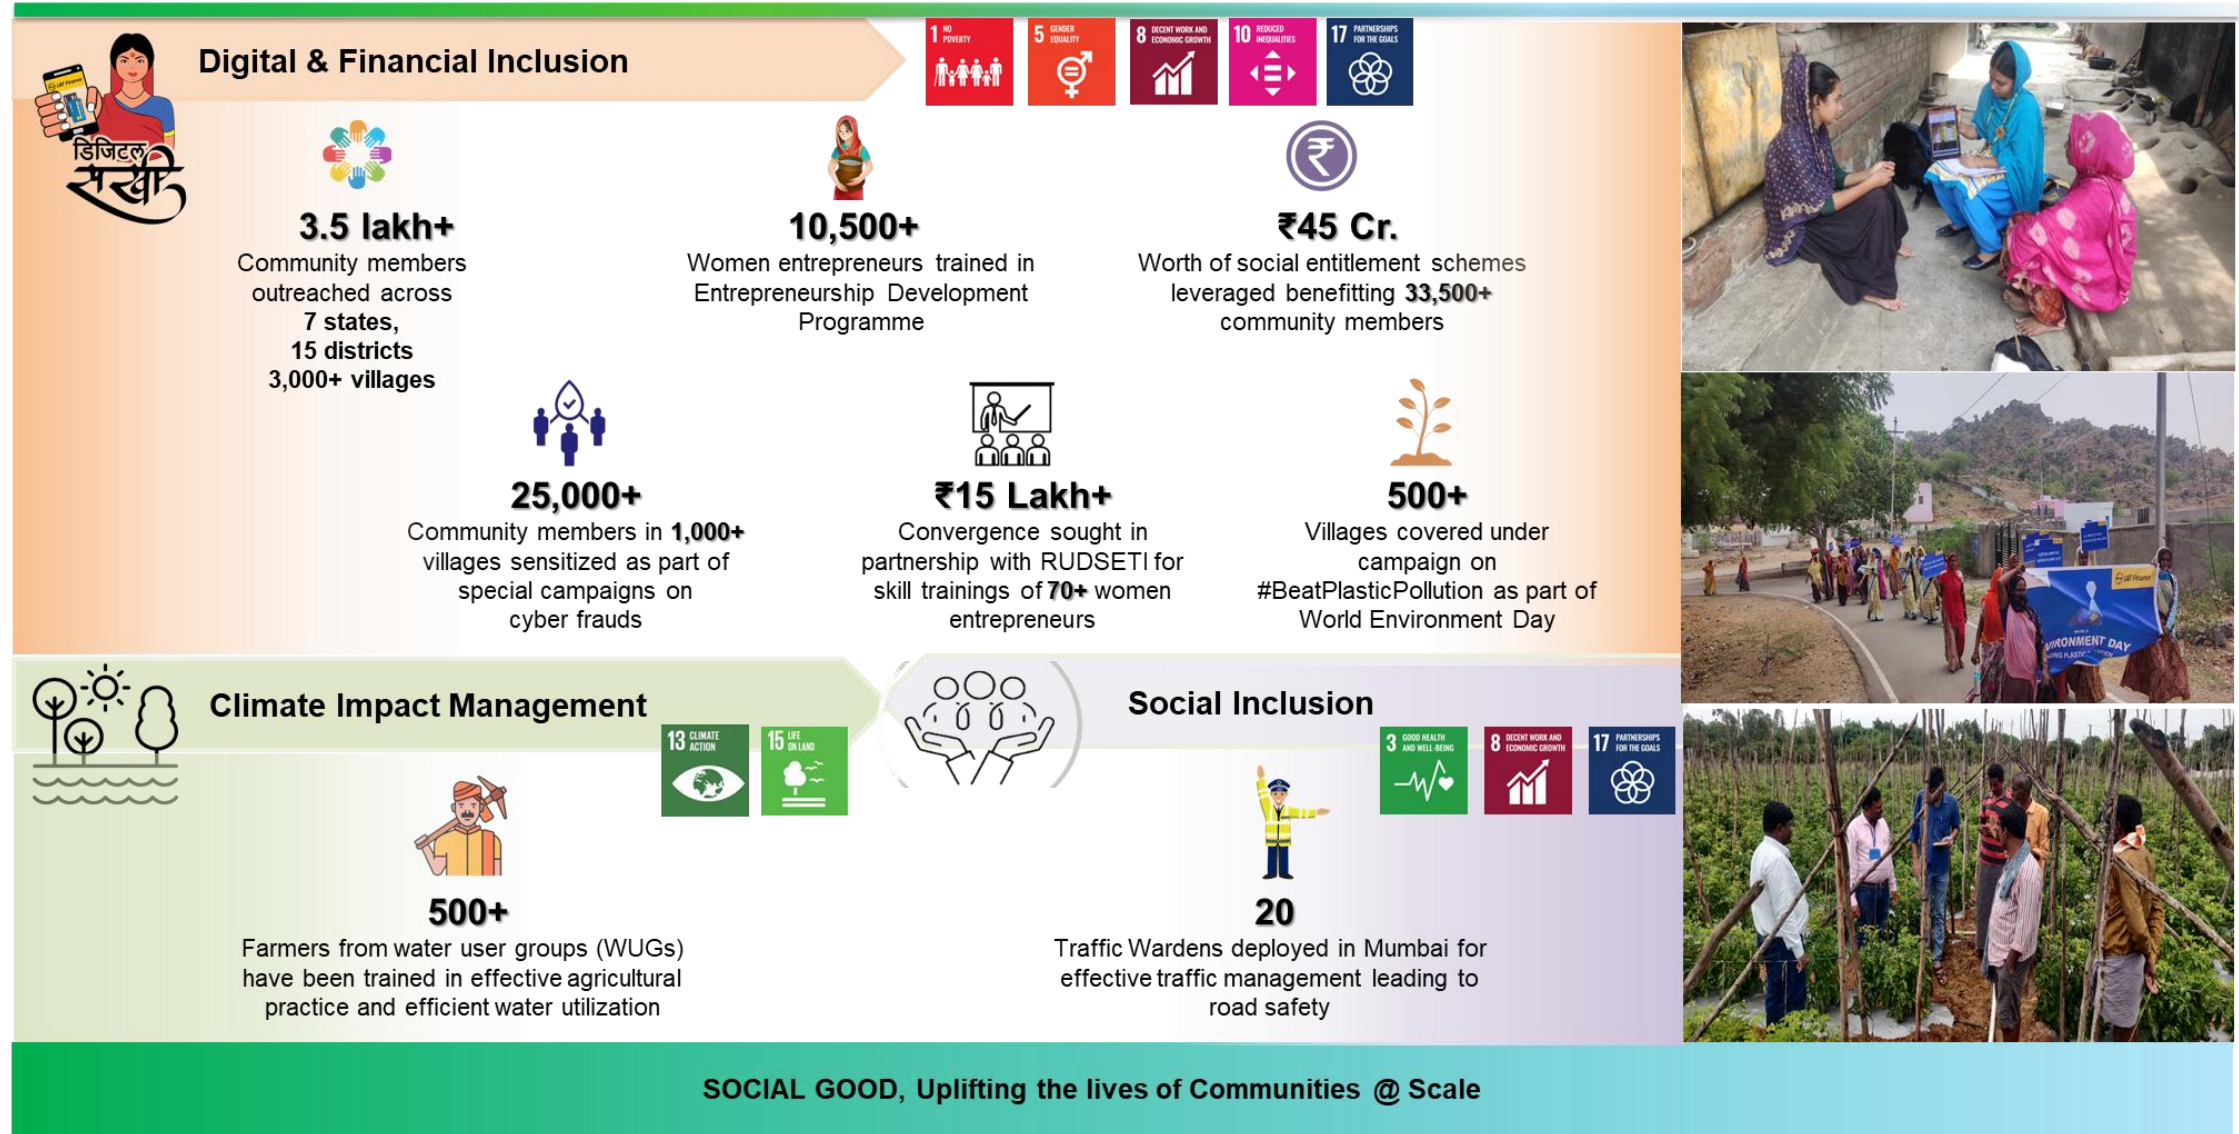 Digital & Financial Inclusion
1 NO POVERTY
5 GENDER EQUALITY
8 DECENT WORK AND ECONOMIC GROWTH
10 REDUCED INEQUALITIES
17 PARTNERSHIPS FOR THE GOALS
L&T Finance
डिजिटल
सखी
3.5 lakh+
Community members
outreached across
7 states,
15 districts
3,000+ villages
10,500+
Women entrepreneurs trained in
Entrepreneurship Development
Programme
₹45 Cr.
Worth of social entitlement schemes
leveraged benefitting 33,500+
community members
25,000+
Community members in 1,000+
villages sensitized as part of
special campaigns on
cyber frauds
₹15 Lakh+
Convergence sought in
partnership with RUDSETI for
skill trainings of 70+ women
entrepreneurs
500+
Villages covered under
campaign on
#BeatPlasticPollution as part of
World Environment Day
L&T Finance
VIRONMENT DAY
Climate Impact Management
13 CLIMATE ACTION
15 LIFE ON LAND
500+
Farmers from water user groups (WUGs)
have been trained in effective agricultural
practice and efficient water utilization
Social Inclusion
3 GOOD HEALTH AND WELL-BEING
8 DECENT WORK AND ECONOMIC GROWTH
17 PARTNERSHIPS FOR THE GOALS
20
Traffic Wardens deployed in Mumbai for
effective traffic management leading to
road safety
SOCIAL GOOD, Uplifting the lives of Communities @ Scale